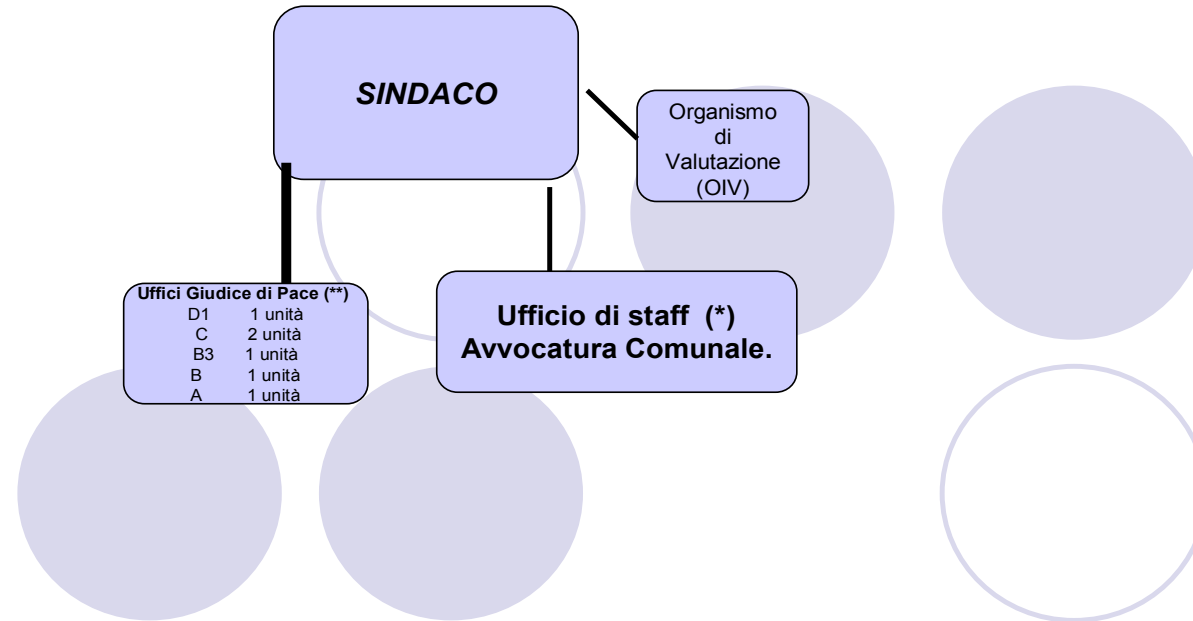 SINDACO
Organismo
di
Valutazione
(OIV)
Uffici Giudice di Pace (**)
D1 1 unità
C 2 unità
B3 1 unità
B 1 unità
A 1 unità
Ufficio di staff (*)
Avvocatura Comunale.